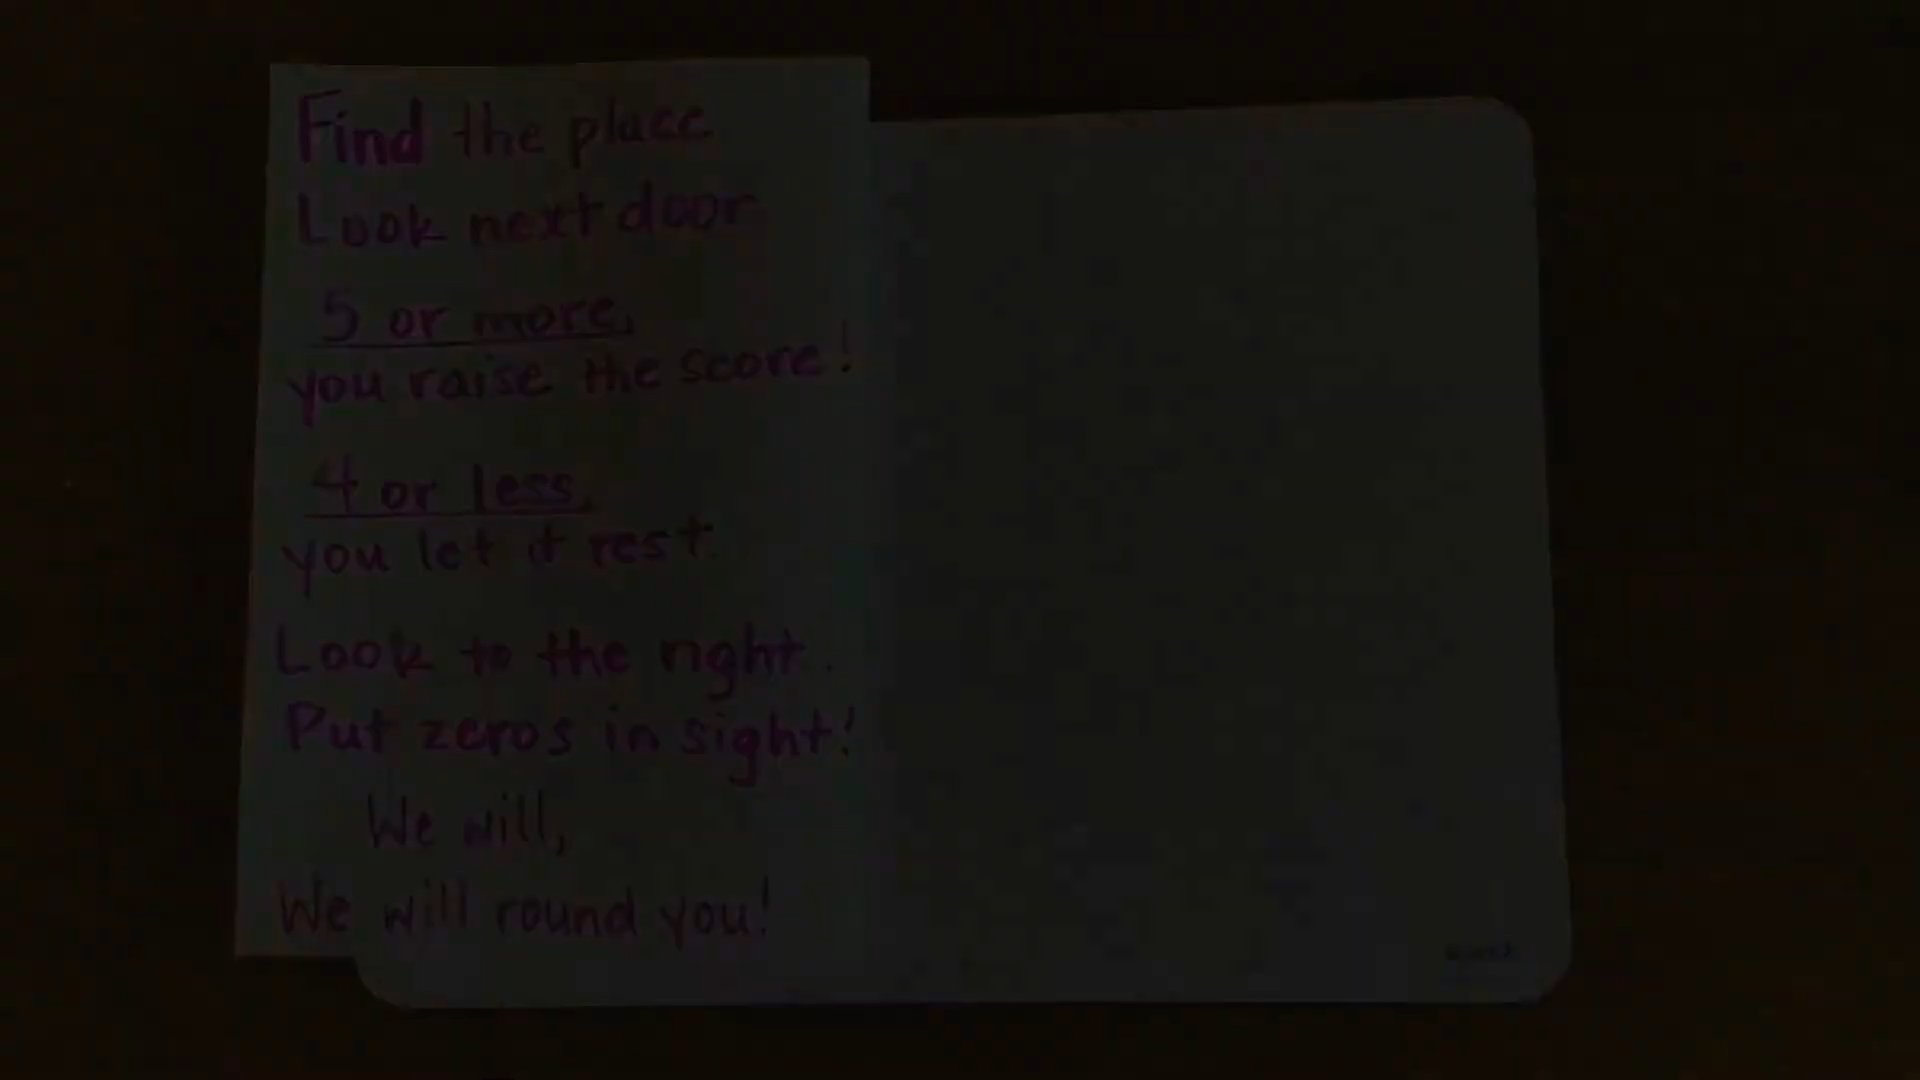 Find the place
Look next door
5 or more,
you raise the score!
4 or less,
you let it rest.
Look to the right.
Put zeros in sight!
We will,
We will round you!